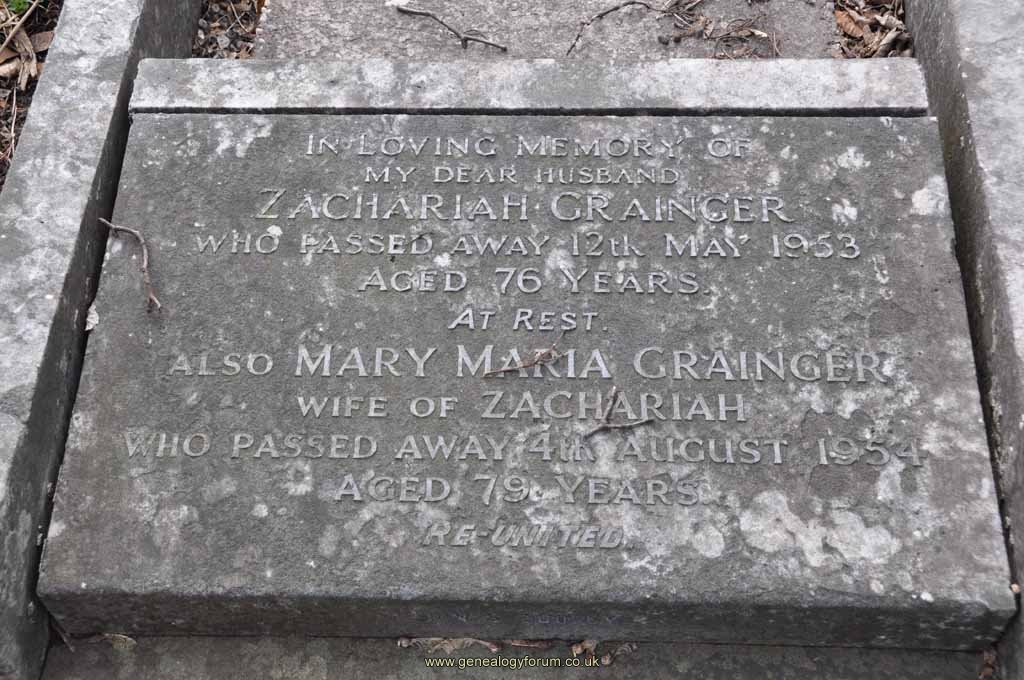 In Loving Memory of
my dear husband
Zachariah Grainger
who passed away 12th May 1953
aged 76 years.
At Rest.
also Mary Maria Grainger
wife of Zachariah
who passed away 4th August 1954
aged 79 years.
Re-united.
www.genealogyforum.co.uk